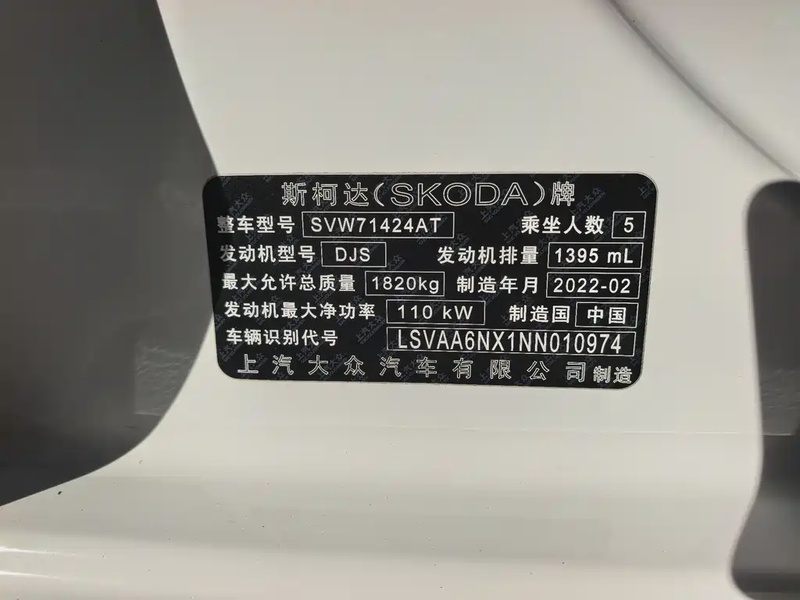 斯柯达(SKODA)牌
整车型号 SVW71424AT 乘坐人数 5
发动机型号 DJS 发动机排量 1395 mL
最大允许总质量 1820kg 制造年月 2022-02
发动机最大净功率 110 kW 制造国 中国
车辆识别代号 LSVAA6NX1NN010974
上汽大众汽车有限公司制造